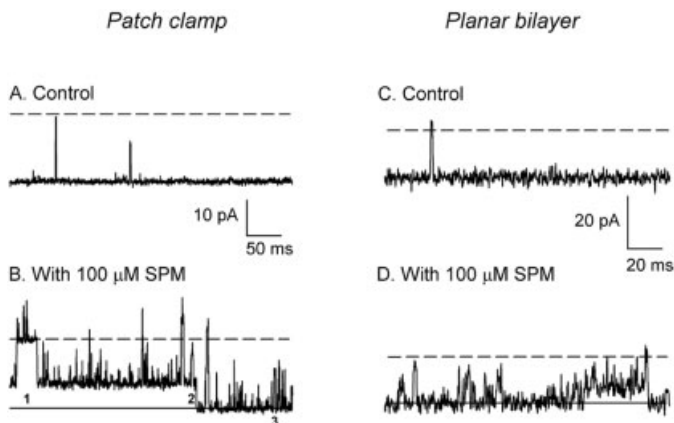 Patch clamp
Planar bilayer
A. Control
C. Control
10 pA
50 ms
20 pA
20 ms
B. With 100 μM SPM
D. With 100 μM SPM
1
2
3